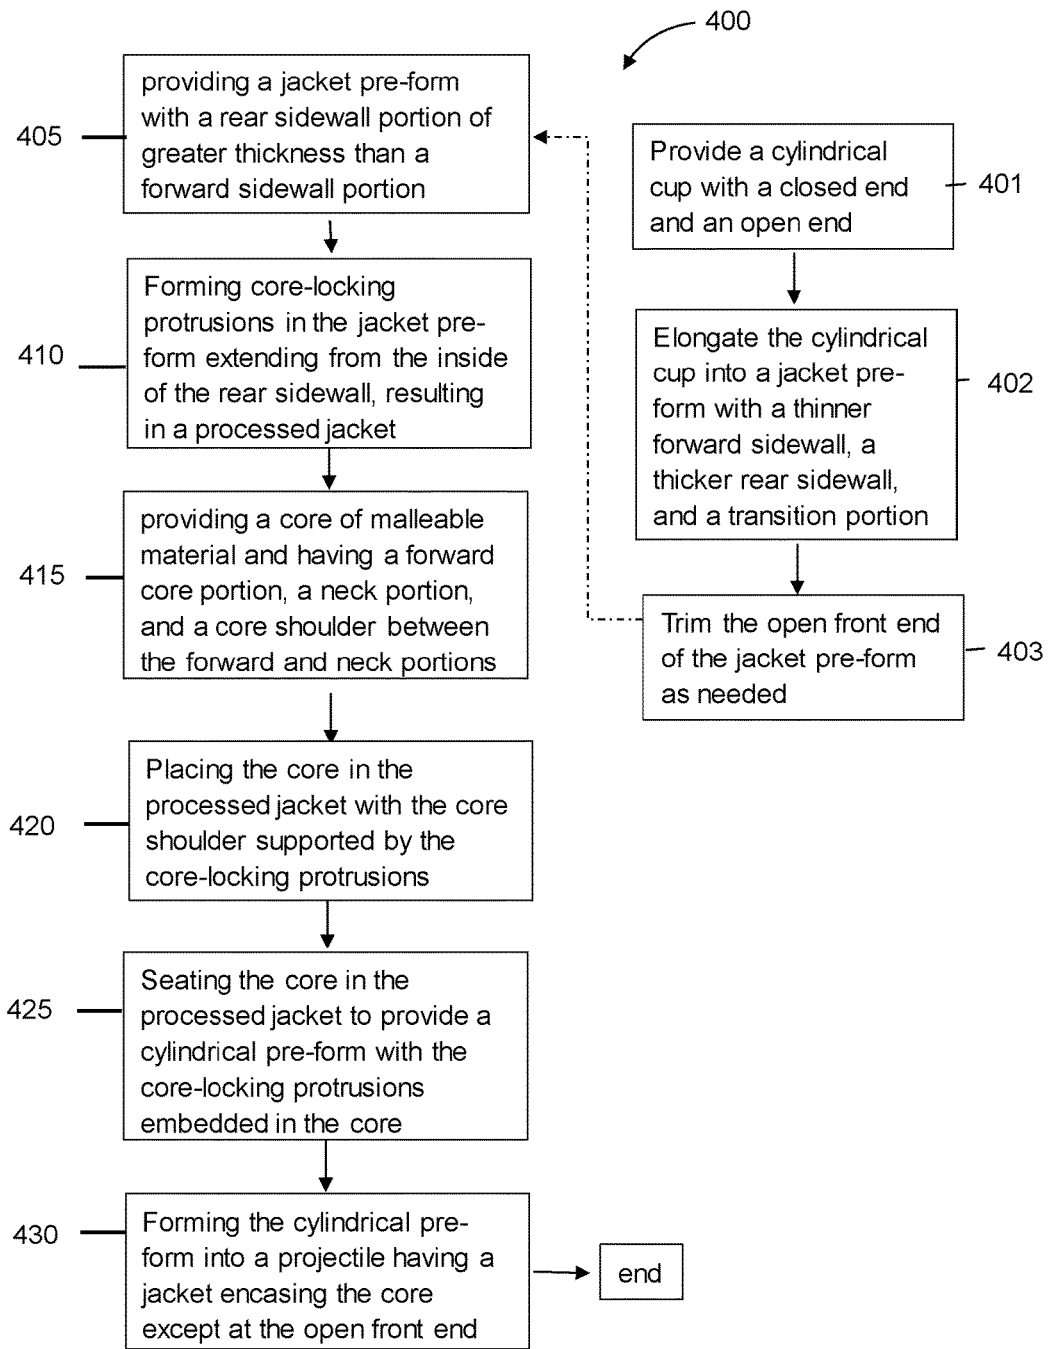 400
405
providing a jacket pre-form
with a rear sidewall portion of
greater thickness than a
forward sidewall portion
401
Provide a cylindrical
cup with a closed end
and an open end
410
Forming core-locking
protrusions in the jacket pre-
form extending from the inside
of the rear sidewall, resulting
in a processed jacket
402
Elongate the cylindrical
cup into a jacket pre-
form with a thinner
forward sidewall, a
thicker rear sidewall,
and a transition portion
415
providing a core of malleable
material and having a forward
core portion, a neck portion,
and a core shoulder between
the forward and neck portions
403
Trim the open front end
of the jacket pre-form
as needed
420
Placing the core in the
processed jacket with the core
shoulder supported by the
core-locking protrusions
425
Seating the core in the
processed jacket to provide a
cylindrical pre-form with the
core-locking protrusions
embedded in the core
430
Forming the cylindrical pre-
form into a projectile having a
jacket encasing the core
except at the open front end
end